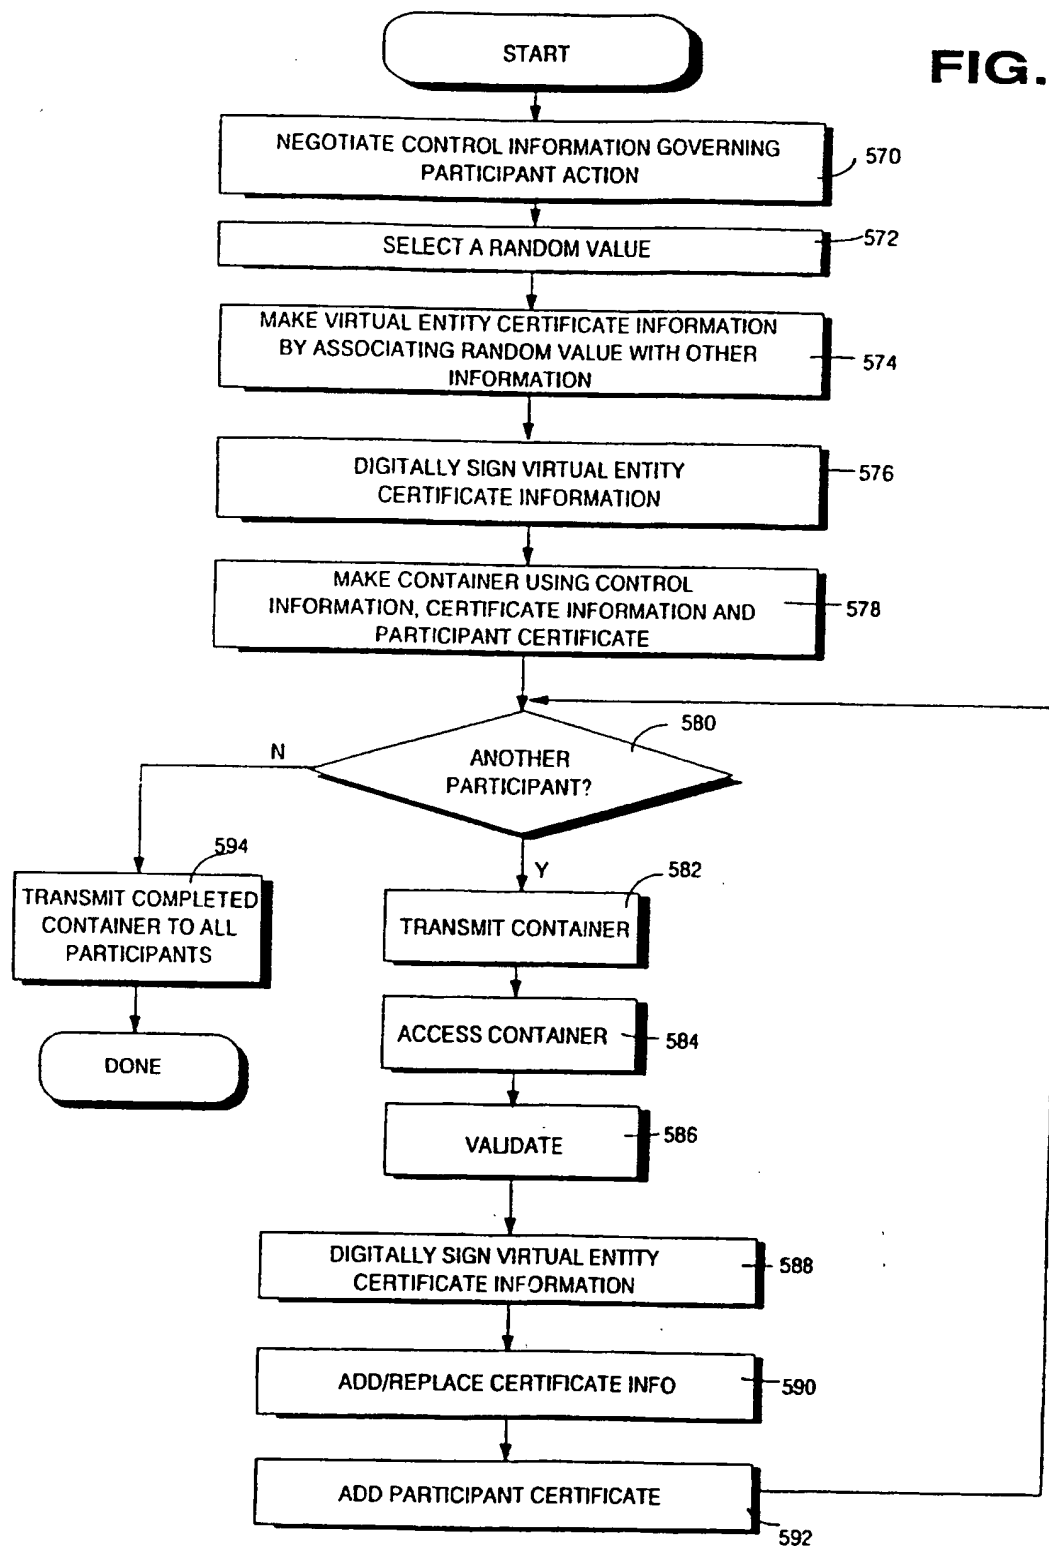 START
FIG.
NEGOTIATE CONTROL INFORMATION GOVERNING
PARTICIPANT ACTION
570
SELECT A RANDOM VALUE
572
MAKE VIRTUAL ENTITY CERTIFICATE INFORMATION
BY ASSOCIATING RANDOM VALUE WITH OTHER
INFORMATION
574
DIGITALLY SIGN VIRTUAL ENTITY
CERTIFICATE INFORMATION
576
MAKE CONTAINER USING CONTROL
INFORMATION, CERTIFICATE INFORMATION AND
PARTICIPANT CERTIFICATE
578
580
N
ANOTHER
PARTICIPANT?
Y
594
TRANSMIT COMPLETED
CONTAINER TO ALL
PARTICIPANTS
DONE
582
TRANSMIT CONTAINER
ACCESS CONTAINER
584
VALIDATE
586
DIGITALLY SIGN VIRTUAL ENTITY
CERTIFICATE INFORMATION
588
ADD/REPLACE CERTIFICATE INFO
590
ADD PARTICIPANT CERTIFICATE
592